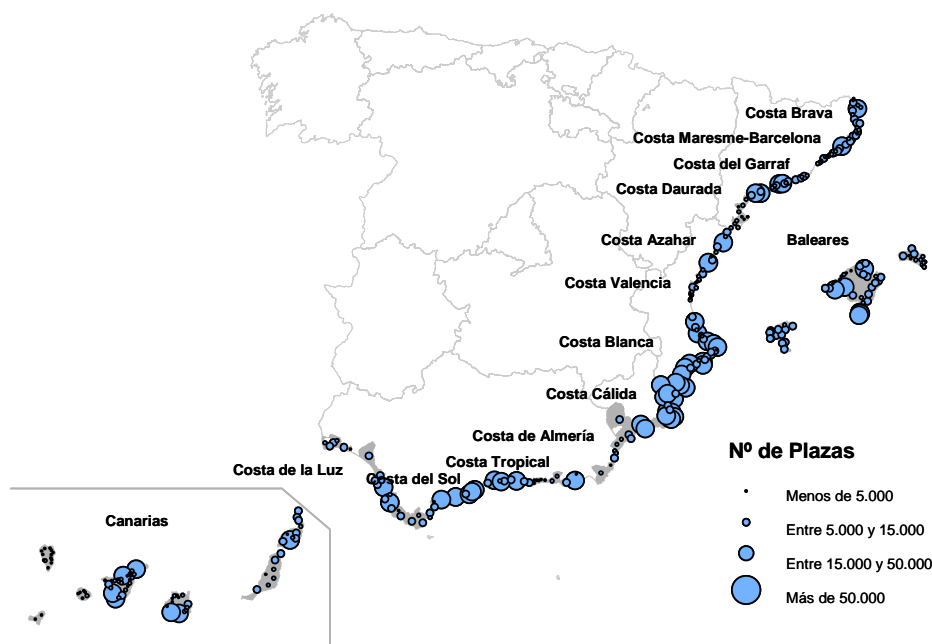 Costa Brava
Costa Maresme-Barcelona
Costa del Garraf
Costa Daurada
Costa Azahar
Baleares
Costa Valencia
Costa Blanca
Costa Cálida
Costa de Almería
Costa Tropical
Costa de la Luz
Costa del Sol
Canarias
Nº de Plazas
Menos de 5.000
Entre 5.000 y 15.000
Entre 15.000 y 50.000
Más de 50.000